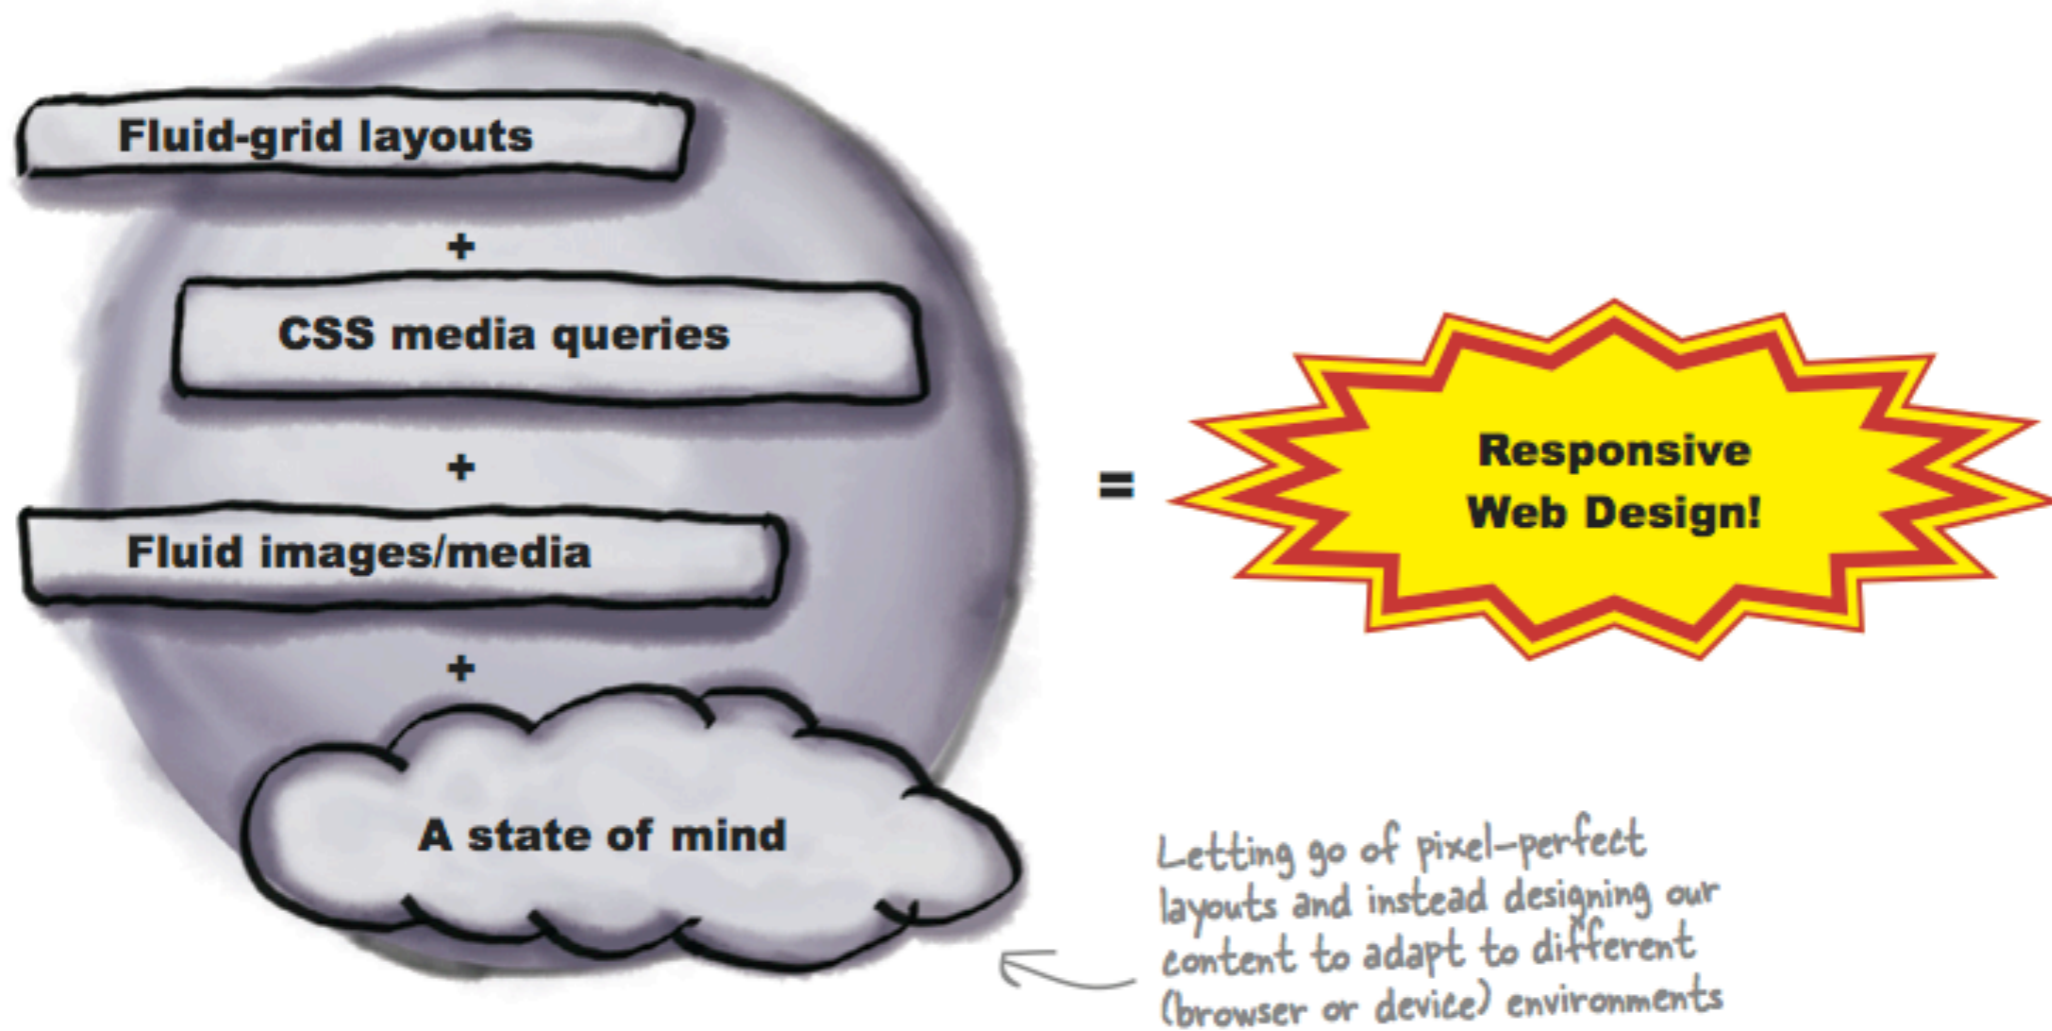 Fluid-grid layouts
+
CSS media queries
+
Fluid images/media
+
A state of mind
=
Responsive
Web Design!
Letting go of pixel-perfect
layouts and instead designing our
content to adapt to different
(browser or device) environments